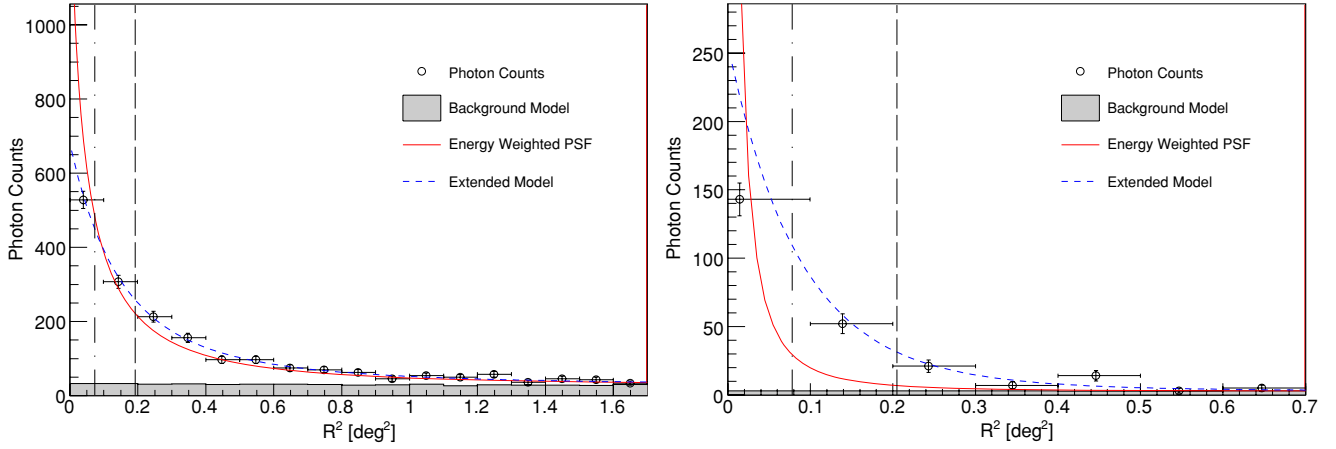 1000
800
600
400
200
0
Photon Counts
Photon Counts
Background Model
Energy Weighted PSF
Extended Model
0 0.2 0.4 0.6 0.8 1 1.2 1.4 1.6
R² [deg²]
250
200
150
100
50
0
Photon Counts
Photon Counts
Background Model
Energy Weighted PSF
Extended Model
0 0.1 0.2 0.3 0.4 0.5 0.6 0.7
R² [deg²]